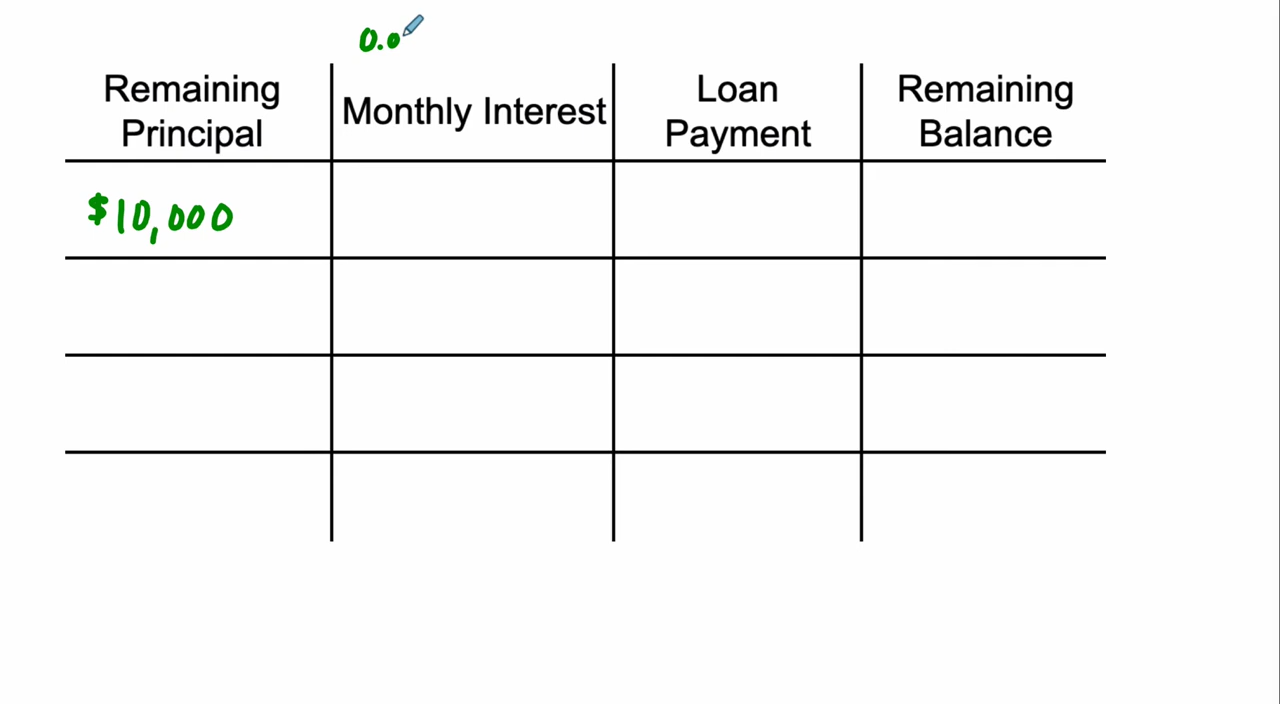 0.0
Remaining Principal
Monthly Interest
Loan Payment
Remaining Balance
$10,000